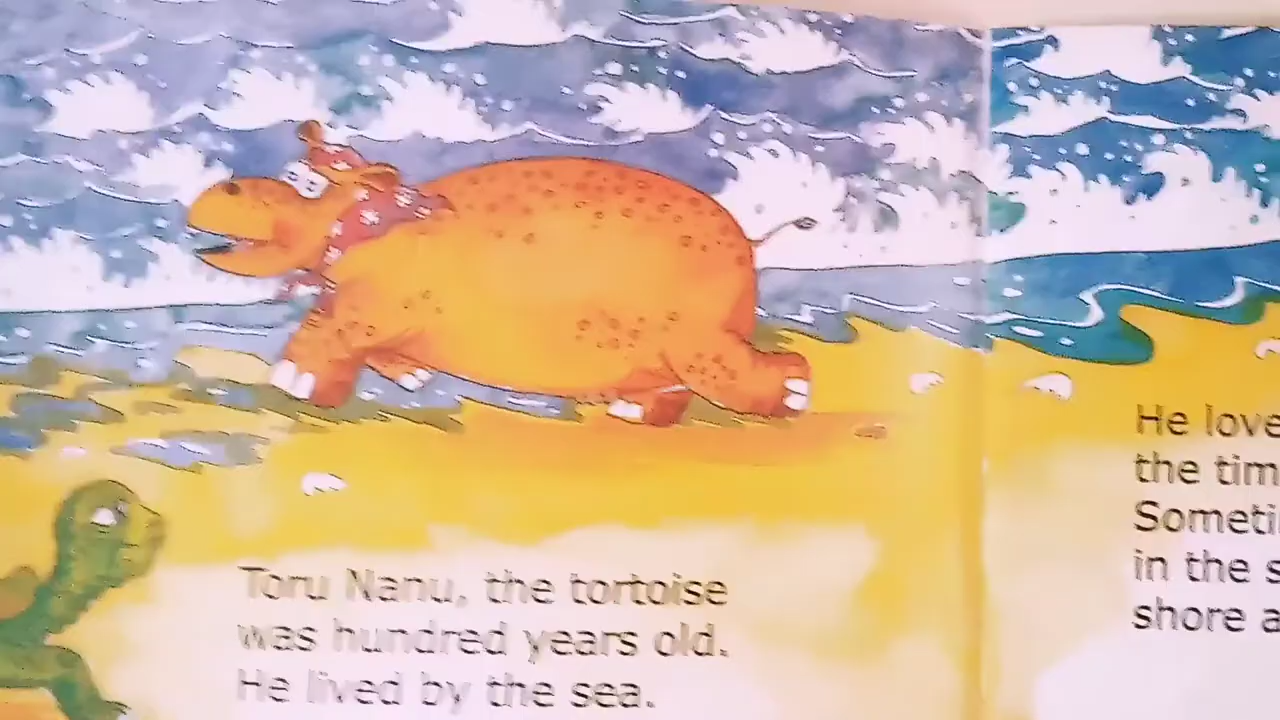 Toru Nanu, the tortoise
was hundred years old.
He lived by the sea.
He love
the tim
Someti
in the s
shore a